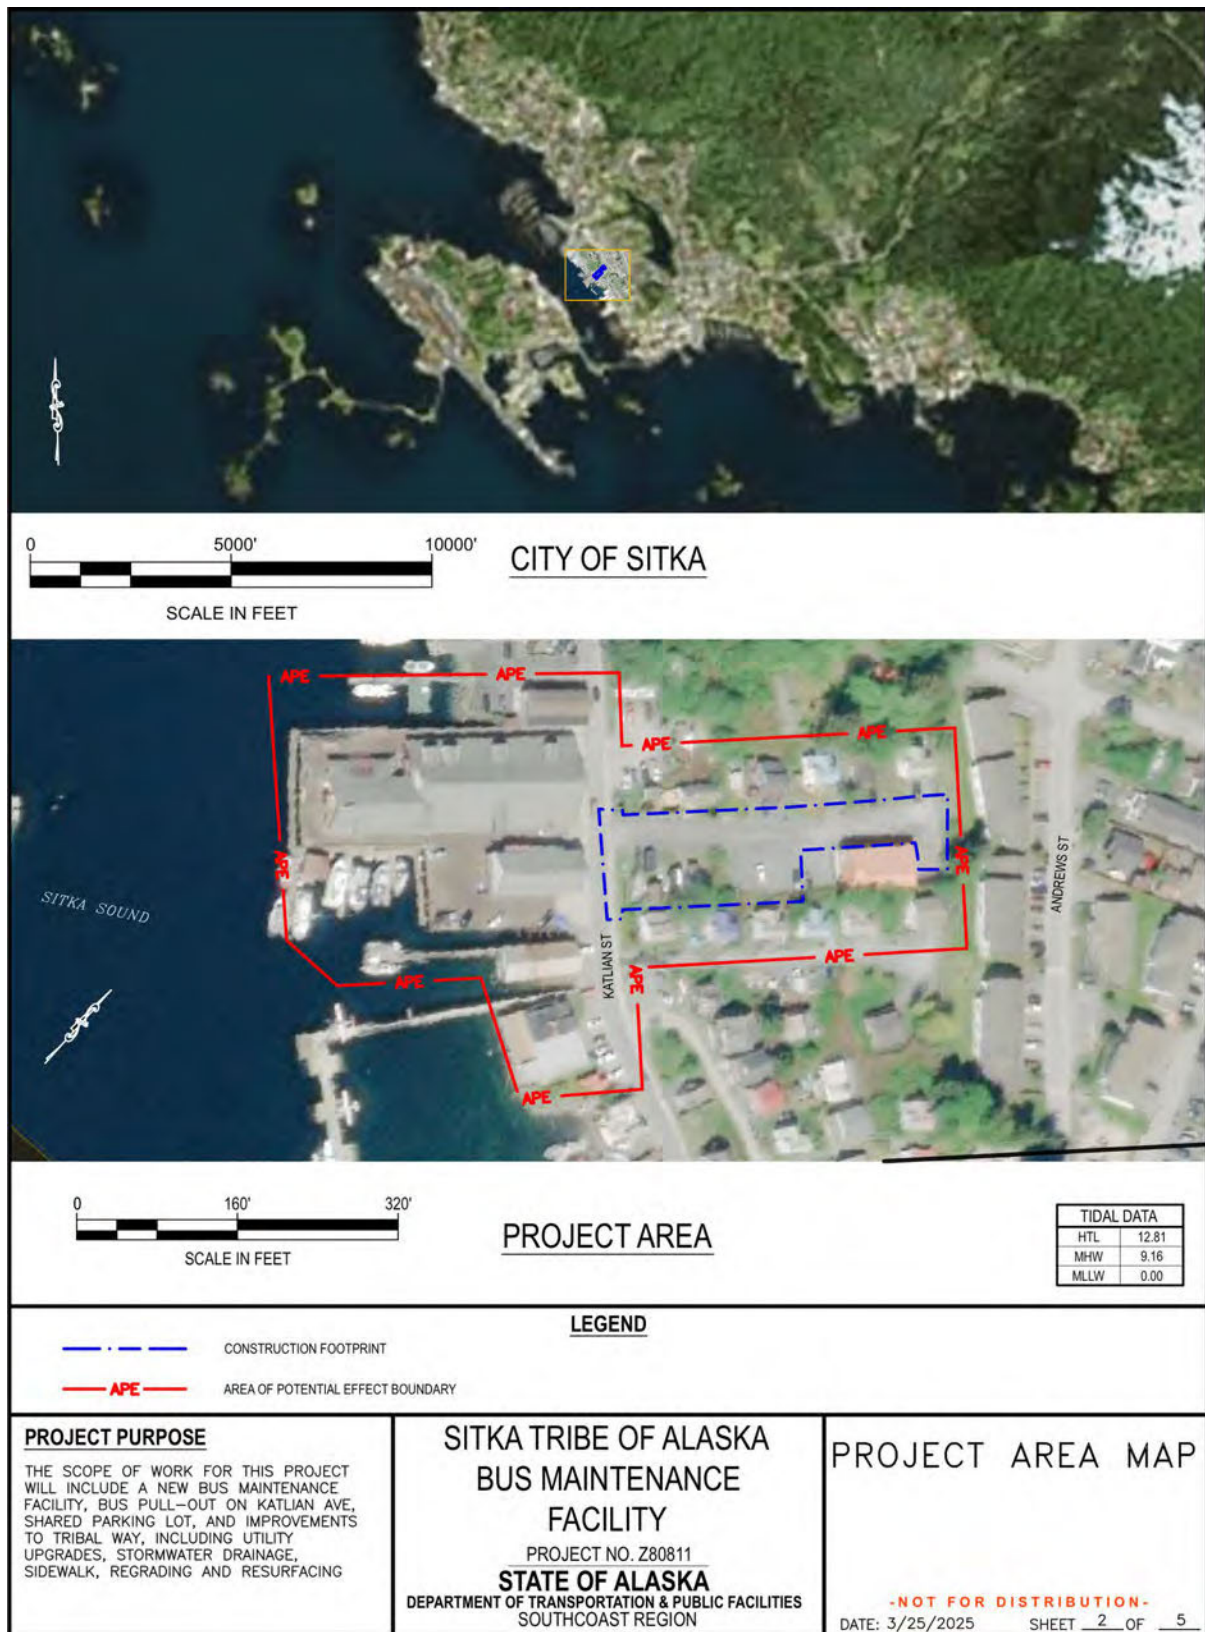 0 5000' 10000'
SCALE IN FEET
CITY OF SITKA
APE APE
APE APE
APE
APE
SITKA SOUND
KATLIAN ST
ANDREWS ST
APE
APE
APE
APE
0 160' 320'
SCALE IN FEET
PROJECT AREA
TIDAL DATA
HTL 12.81
MHW 9.16
MLLW 0.00
LEGEND
CONSTRUCTION FOOTPRINT
APE AREA OF POTENTIAL EFFECT BOUNDARY
PROJECT PURPOSE
THE SCOPE OF WORK FOR THIS PROJECT
WILL INCLUDE A NEW BUS MAINTENANCE
FACILITY, BUS PULL-OUT ON KATLIAN AVE,
SHARED PARKING LOT, AND IMPROVEMENTS
TO TRIBAL WAY, INCLUDING UTILITY
UPGRADES, STORMWATER DRAINAGE,
SIDEWALK, REGRADING AND RESURFACING
SITKA TRIBE OF ALASKA
BUS MAINTENANCE
FACILITY
PROJECT NO. Z80811
STATE OF ALASKA
DEPARTMENT OF TRANSPORTATION & PUBLIC FACILITIES
SOUTHCOAST REGION
PROJECT AREA MAP
-NOT FOR DISTRIBUTION-
DATE: 3/25/2025 SHEET 2 OF 5